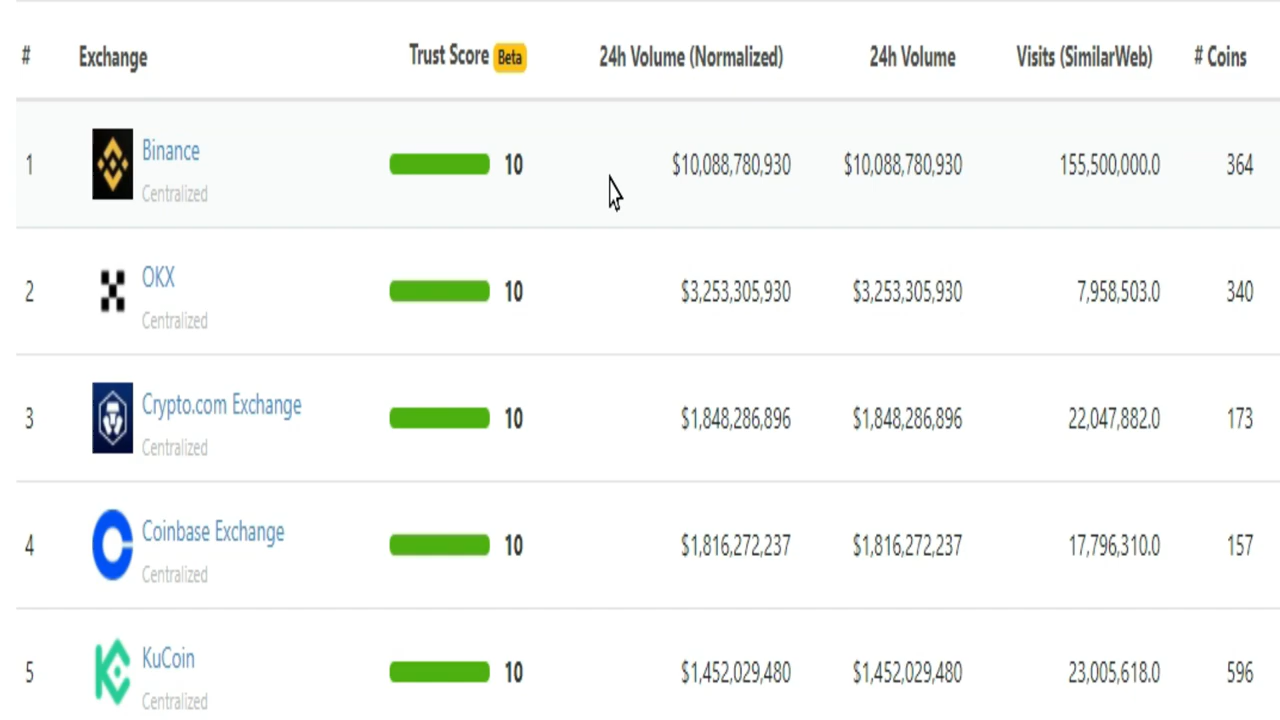 # Exchange Trust Score Beta 24h Volume (Normalized) 24h Volume Visits (SimilarWeb) # Coins
1 Binance 10 $10,088,780,930 $10,088,780,930 155,500,000.0 364
Centralized
2 OKX 10 $3,253,305,930 $3,253,305,930 7,958,503.0 340
Centralized
3 Crypto.com Exchange 10 $1,848,286,896 $1,848,286,896 22,047,882.0 173
Centralized
4 Coinbase Exchange 10 $1,816,272,237 $1,816,272,237 17,796,310.0 157
Centralized
5 KuCoin 10 $1,452,029,480 $1,452,029,480 23,005,618.0 596
Centralized